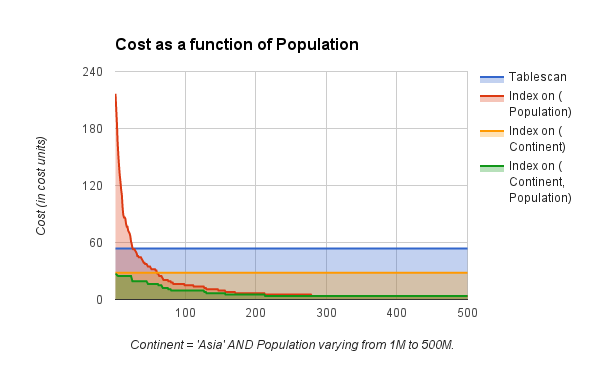 Cost as a function of Population
Cost (in cost units)
240
180
120
60
0
100
200
300
400
500
Tablescan
Index on (
Population)
Index on (
Continent)
Index on (
Continent,
Population)
Continent = 'Asia' AND Population varying from 1M to 500M.